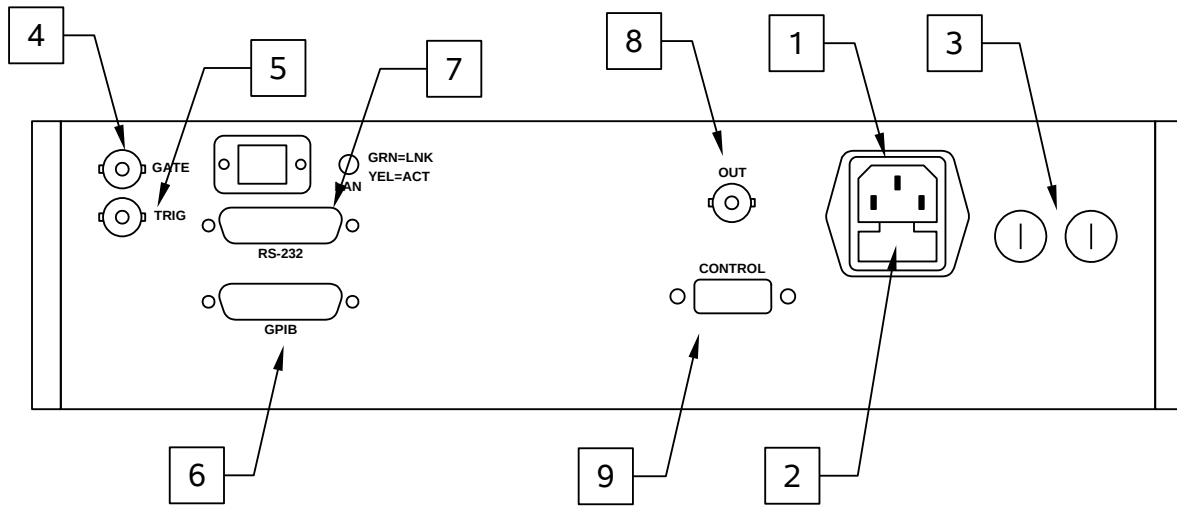 4
5
7
8
1
3
GATE
TRIG
GRN=LNK
YEL=ACT
LAN
RS-232
GPIB
OUT
CONTROL
6
9
2